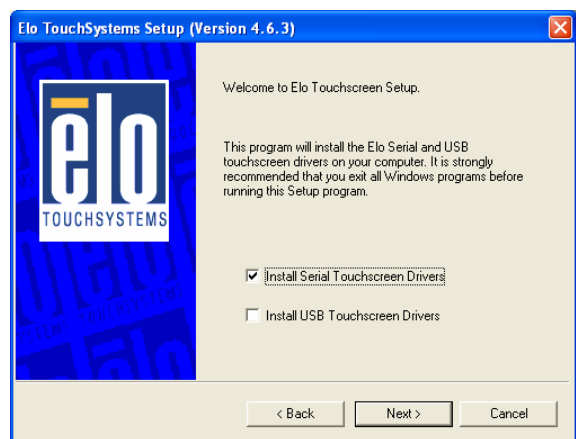 Elo TouchSystems Setup (Version 4.6.3)
elo
TOUCHSYSTEMS
Welcome to Elo Touchscreen Setup.
This program will install the Elo Serial and USB
touchscreen drivers on your computer. It is strongly
recommended that you exit all Windows programs before
running this Setup program.
Install Serial Touchscreen Drivers
Install USB Touchscreen Drivers
< Back
Next >
Cancel